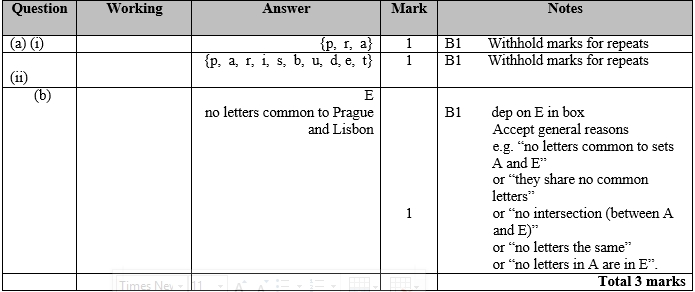 Question Working Answer Mark Notes
(a) (i) {p, r, a} 1 B1 Withhold marks for repeats
{p, a, r, i, s, b, u, d, e, t} 1 B1 Withhold marks for repeats
(ii)
(b) E
no letters common to Prague B1 dep on E in box
and Lisbon Accept general reasons
e.g. “no letters common to sets
A and E”
or “they share no common
letters”
1 or “no intersection (between A
and E)”
or “no letters the same”
or “no letters in A are in E”.
Total 3 marks
Times New 11